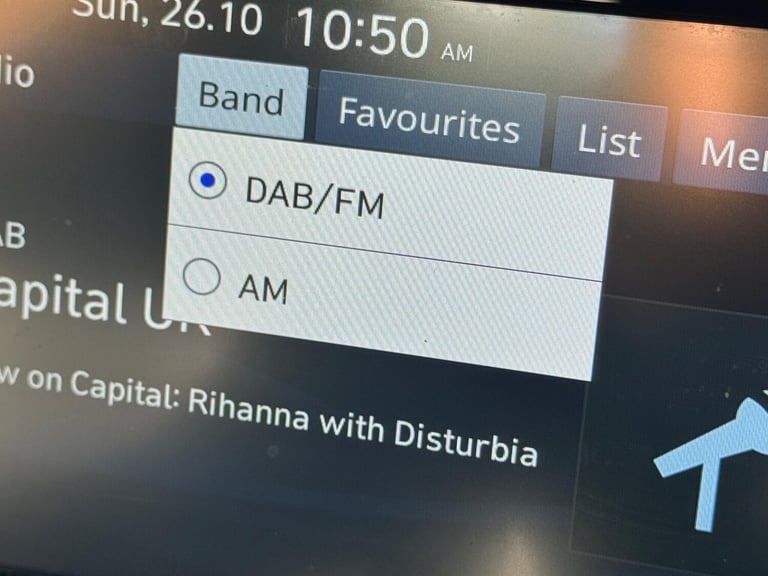 Sun, 26.10 10:50 AM
Band Favourites List
DAB/FM
AM
on Capital: Rihanna with Disturbia